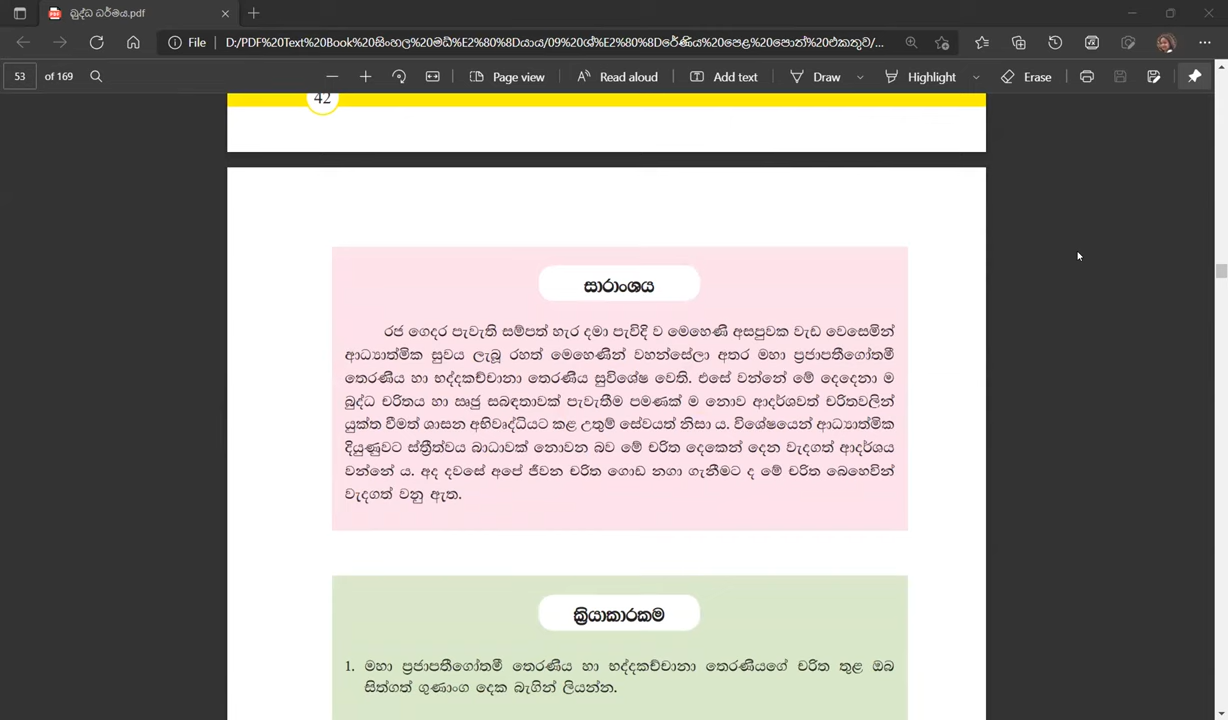 බුද්ධ ධර්මය.pdf
File D:/PDF%20Text%20Book%20සිංහල%20මධ්%E2%80%8Dයාය/09%20ශ්%E2%80%8Dරේණිය%20පෙළ%20පොත්%20එකතුව/...
53 of 169 Page view Read aloud Add text Draw Highlight Erase
42
සාරාංශය
රජ ගෙදර පැවැති සම්පත් හැර දමා පැවිදි ව මෙහෙණී අසපුවක වැඩ වෙසෙමින්
ආධ්‍යාත්මික සුවය ලැබූ රහත් මෙහෙණින් වහන්සේලා අතර මහා ප්‍රජාපතීගෝතමී
තෙරණිය හා භද්දකච්චානා තෙරණිය සුවිශේෂ වෙති. එසේ වන්නේ මේ දෙදෙනා ම
බුද්ධ චරිතය හා ඍජු සබඳතාවක් පැවැතීම පමණක් ම නොව ආදර්ශවත් චරිතවලින්
යුක්ත වීමත් ශාසන අභිවෘද්ධියට කළ උතුම් සේවයත් නිසා ය. විශේෂයෙන් ආධ්‍යාත්මික
දියුණුවට ස්ත්‍රීත්වය බාධාවක් නොවන බව මේ චරිත දෙකෙන් දෙන වැදගත් ආදර්ශය
වන්නේ ය. අද දවසේ අපේ ජීවන චරිත ගොඩ නගා ගැනීමට ද මේ චරිත බෙහෙවින්
වැදගත් වනු ඇත.
ක්‍රියාකාරකම
1. මහා ප්‍රජාපතීගෝතමී තෙරණිය හා භද්දකච්චානා තෙරණියගේ චරිත තුළ ඔබ
සිත්ගත් ගුණාංග දෙක බැගින් ලියන්න.